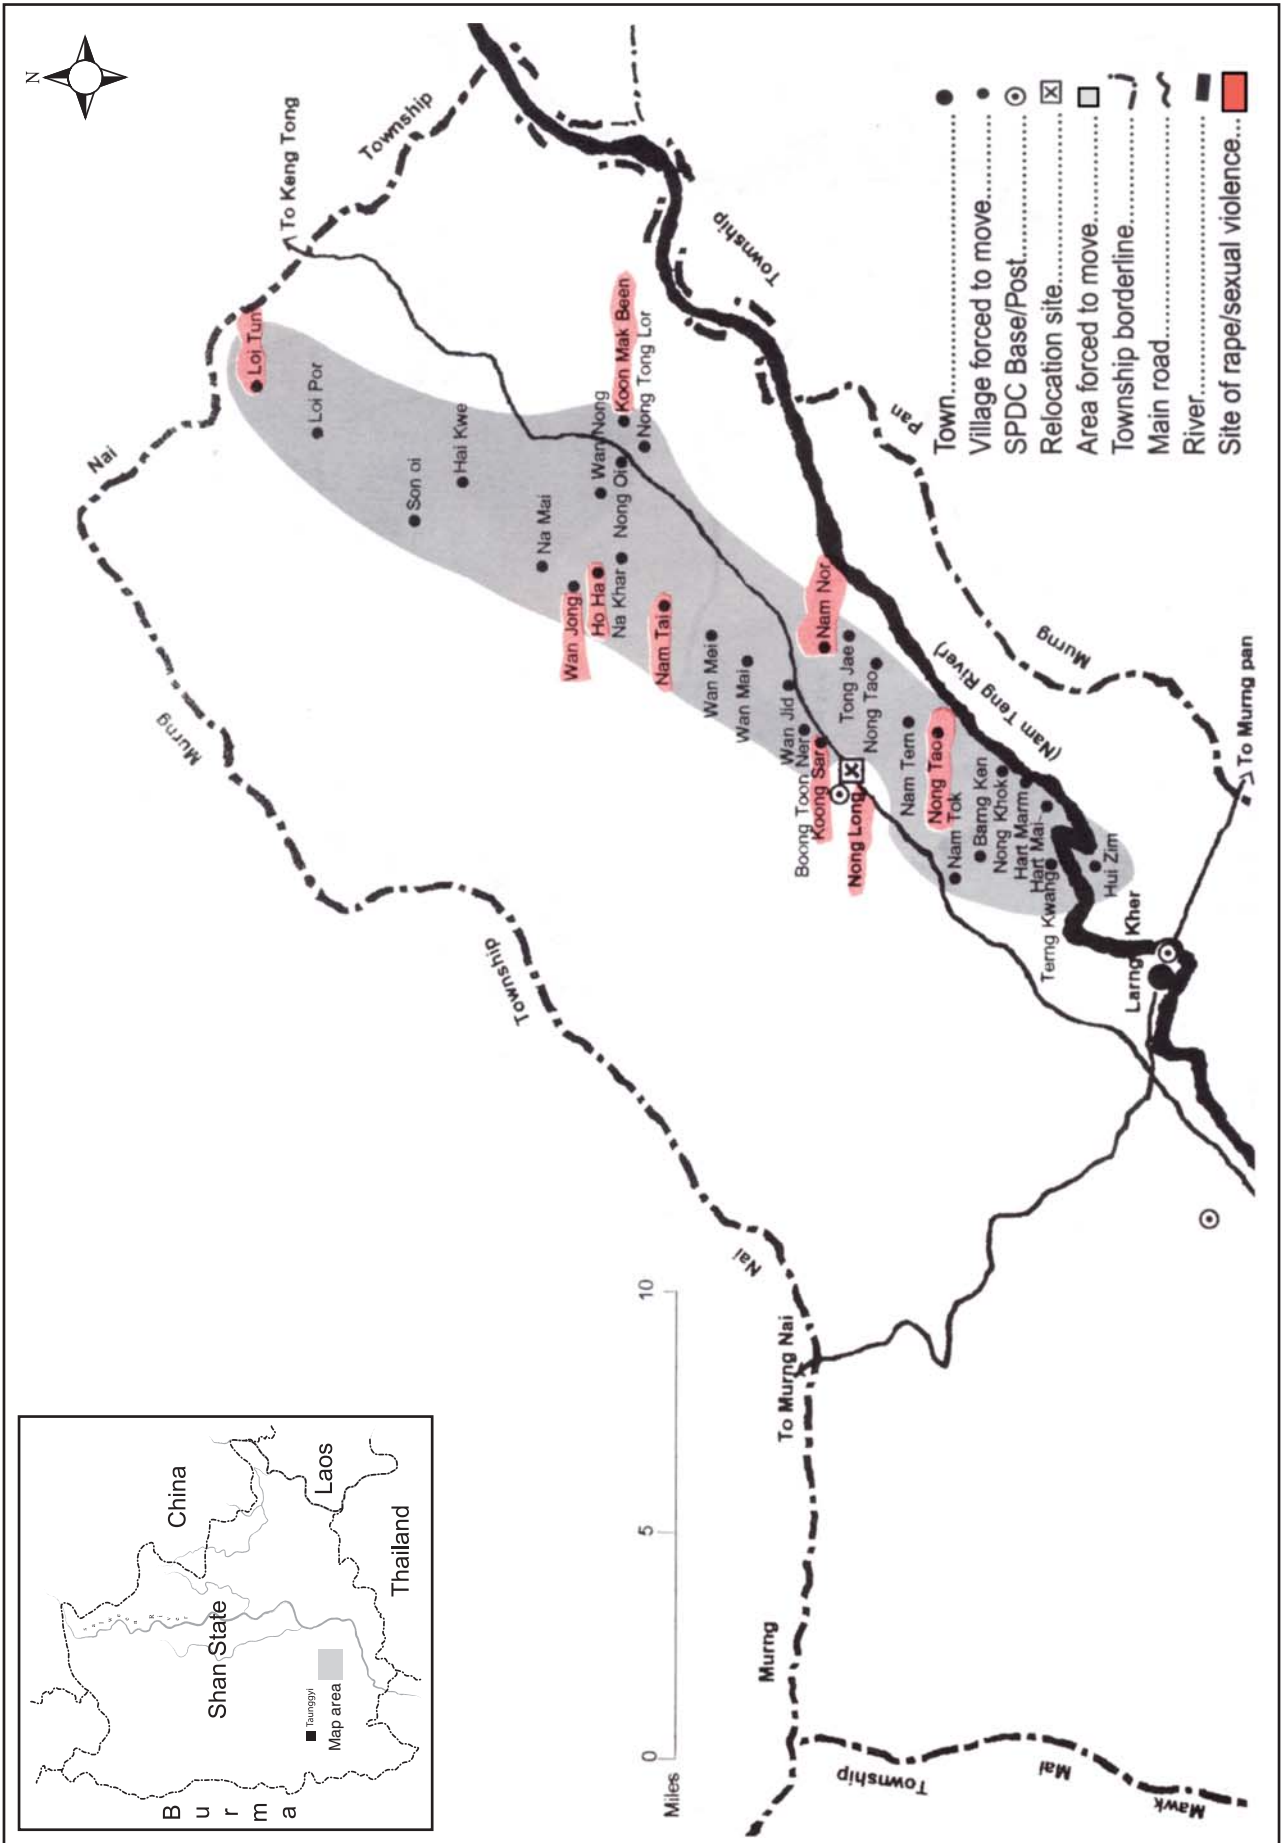 N
Township
To Keng Tong
Nai
Murng
Township
Nai
To Murng Nai
Murng
Township
Mai
Mawk
Township
Pan
Murng
To Murng pan
(Nam Teng River)
Loi Tun
Loi Por
Son oi
Hai Kwe
Na Mai
Wan Nong
Koon Mak Been
Nong Tong Lor
Nong Oi
Wan Jong
Ho Ha
Na Khar
Nam Tai
Wan Mei
Wan Mai
Nam Nor
Wan Jid
Tong Jae
Nong Tao
Boong Toon Ner
Koong Sar
Nong Long
Nam Tern
Nong Tao
Nam Tok
Barng Ken
Nong Khok
Hart Marm
Hart Mai
Terng Kwang
Hui Zim
Larng Kher
Town
Village forced to move
SPDC Base/Post
Relocation site
Area forced to move
Township borderline
Main road
River
Site of rape/sexual violence
Miles
0 5 10
Burma
China
Laos
Thailand
Shan State
Taunggyi
Map area